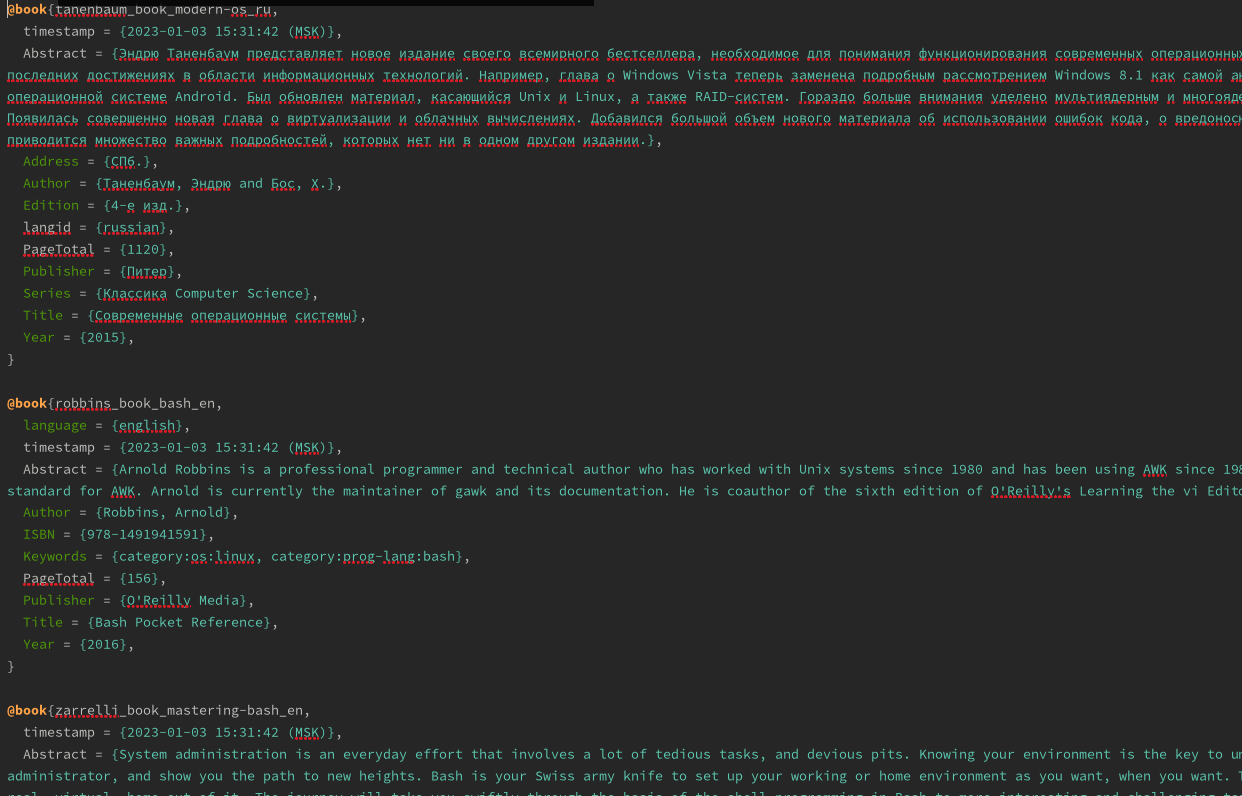 @book{tanenbaum_book_modern-os_ru,
timestamp = {2023-01-03 15:31:42 (MSK)},
Abstract = {Эндрю Таненбаум представляет новое издание своего всемирного бестселлера, необходимое для понимания функционирования современных операционных
последних достижениях в области информационных технологий. Например, глава о Windows Vista теперь заменена подробным рассмотрением Windows 8.1 как самой
операционной системе Android. Был обновлен материал, касающийся Unix и Linux, а также RAID-систем. Гораздо больше внимания уделено мультиядерным и
Появилась совершенно новая глава о виртуализации и облачных вычислениях. Добавился большой объем нового материала об использовании ошибок кода, о
приводится множество важных подробностей, которых нет ни в одном другом издании.},
Address = {СПб.},
Author = {Таненбаум, Эндрю and Бос, Х.},
Edition = {4-е изд.},
langid = {russian},
PageTotal = {1120},
Publisher = {Питер},
Series = {Классика Computer Science},
Title = {Современные операционные системы},
Year = {2015},
}
@book{robbins_book_bash_en,
language = {english},
timestamp = {2023-01-03 15:31:42 (MSK)},
Abstract = {Arnold Robbins is a professional programmer and technical author who has worked with Unix systems since 1980 and has been using AWK since
standard for AWK. Arnold is currently the maintainer of gawk and its documentation. He is coauthor of the sixth edition of O'Reilly's Learning the vi
Author = {Robbins, Arnold},
ISBN = {978-1491941591},
Keywords = {category:os:linux, category:prog-lang:bash},
PageTotal = {156},
Publisher = {O'Reilly Media},
Title = {Bash Pocket Reference},
Year = {2016},
}
@book{zarrelli_book_mastering-bash_en,
timestamp = {2023-01-03 15:31:42 (MSK)},
Abstract = {System administration is an everyday effort that involves a lot of tedious tasks, and devious pits. Knowing your environment is the key to
administrator, and show you the path to new heights. Bash is your Swiss army knife to set up your working or home environment as you want, when you want.